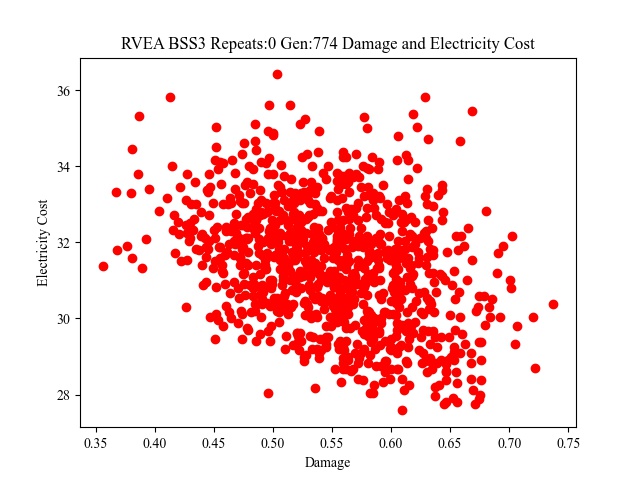 RVEA BSS3 Repeats:0 Gen:774 Damage and Electricity Cost
36
34
32
30
28
Electricity Cost
0.35 0.40 0.45 0.50 0.55 0.60 0.65 0.70 0.75
Damage